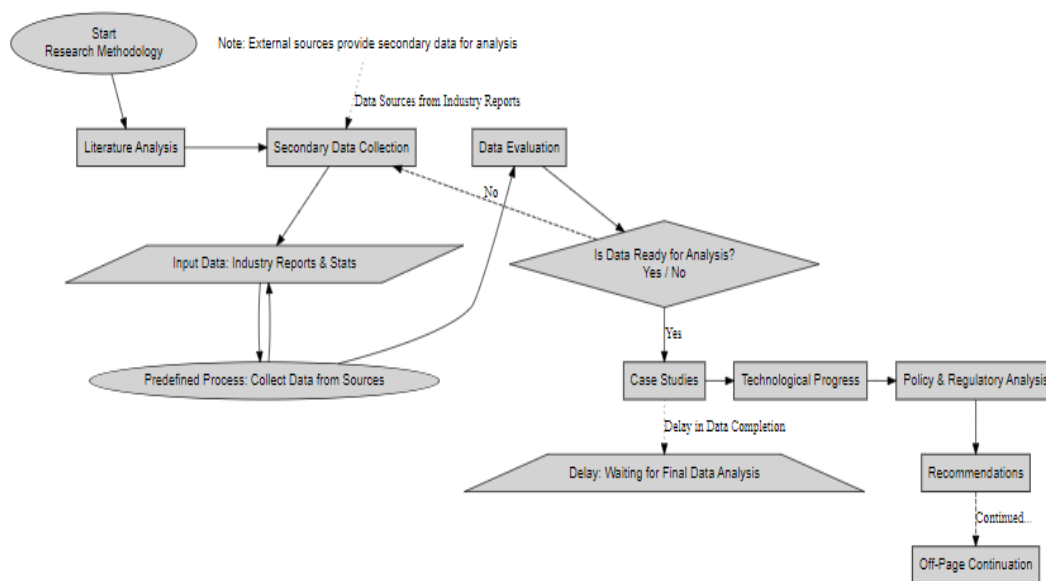 Start
Research Methodology
Note: External sources provide secondary data for analysis
Data Sources from Industry Reports
Literature Analysis
Secondary Data Collection
Data Evaluation
No
Input Data: Industry Reports & Stats
Is Data Ready for Analysis?
Yes / No
Yes
Predefined Process: Collect Data from Sources
Case Studies
Technological Progress
Policy & Regulatory Analysis
Delay in Data Completion
Delay: Waiting for Final Data Analysis
Recommendations
Continued...
Off-Page Continuation